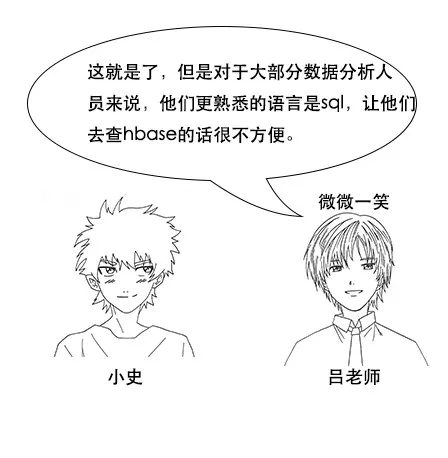 这就是了，但是对于大部分数据分析人
员来说，他们更熟悉的语言是sql，让他们
去查hbase的话很不方便。
微微一笑
小史
吕老师